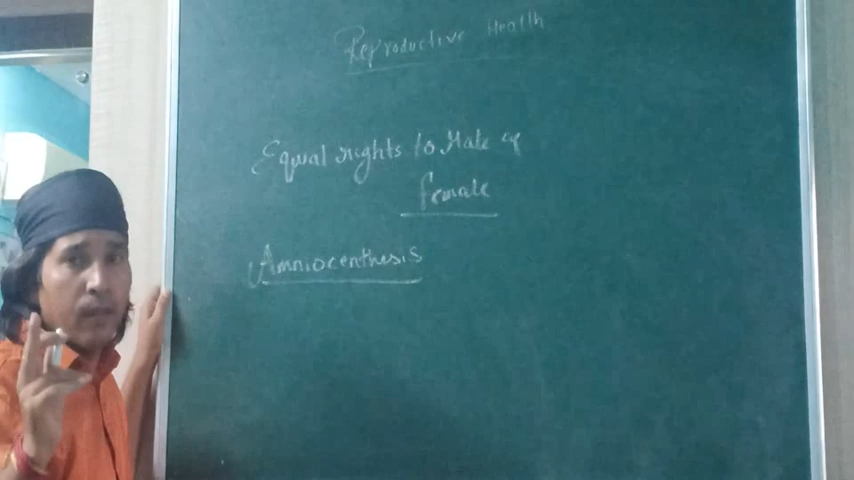 Reproductive Health
Equal rights to Male &
female
Amniocenthesis